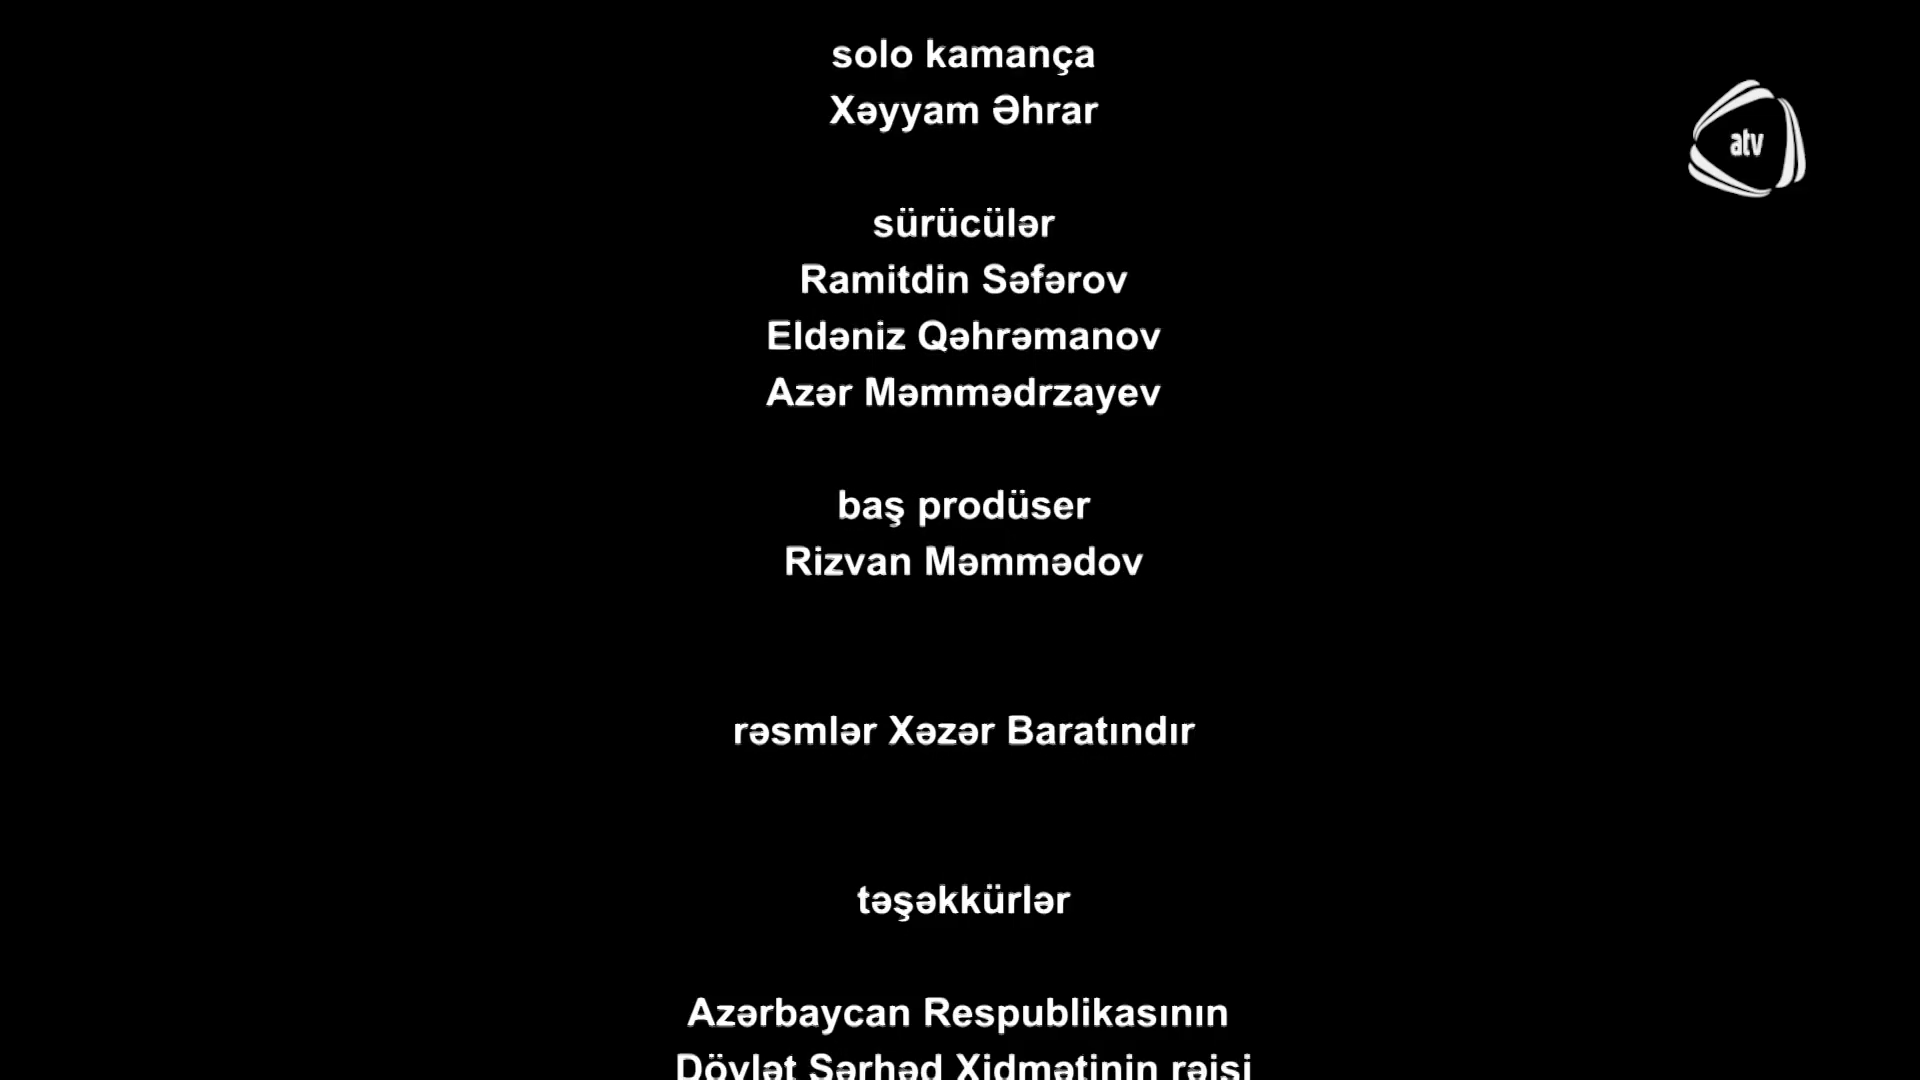 solo kamança
Xəyyam Əhrar
atv
sürücülər
Ramitdin Səfərov
Eldəniz Qəhrəmanov
Azər Məmmədrzayev
baş prodüser
Rizvan Məmmədov
rəsmlər Xəzər Baratındır
təşəkkürlər
Azərbaycan Respublikasının
Dövlət Sərhəd Xidmətinin rəisi